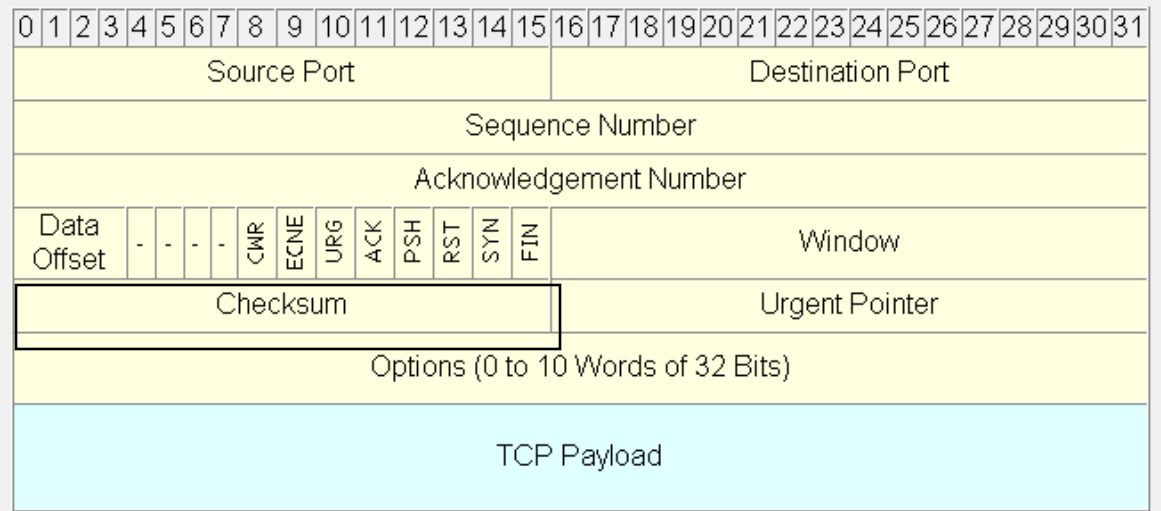 0 1 2 3 4 5 6 7 8 9 10 11 12 13 14 15 16 17 18 19 20 21 22 23 24 25 26 27 28 29 30 31
Source Port Destination Port
Sequence Number
Acknowledgement Number
Data Offset - - - - CWR ECNE URG ACK PSH RST SYN FIN Window
Checksum Urgent Pointer
Options (0 to 10 Words of 32 Bits)
TCP Payload